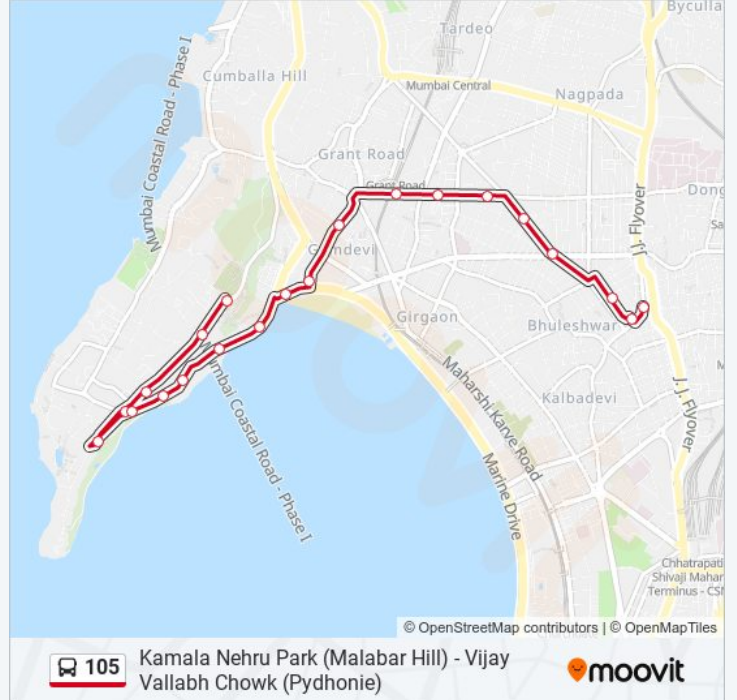 Byculla
Tardeo
Cumballa Hill
Mumbai Central
Nagpada
Mumbai Coastal Road - Phase I
Grant Road
Grant Road
Dong
J.J. Flyover
Sa
Gamdevi
Girgaon
Bhuleshwar
Mumbai Coastal Road - Phase I
Maharshi Karve Road
Kalbadevi
J.J. Flyover
Marine Drive
Chhatrapati
Shivaji Mahar
Terminus - CSM
© OpenStreetMap contributors | © OpenMapTiles
105
Kamala Nehru Park (Malabar Hill) - Vijay
Vallabh Chowk (Pydhonie)
moovit